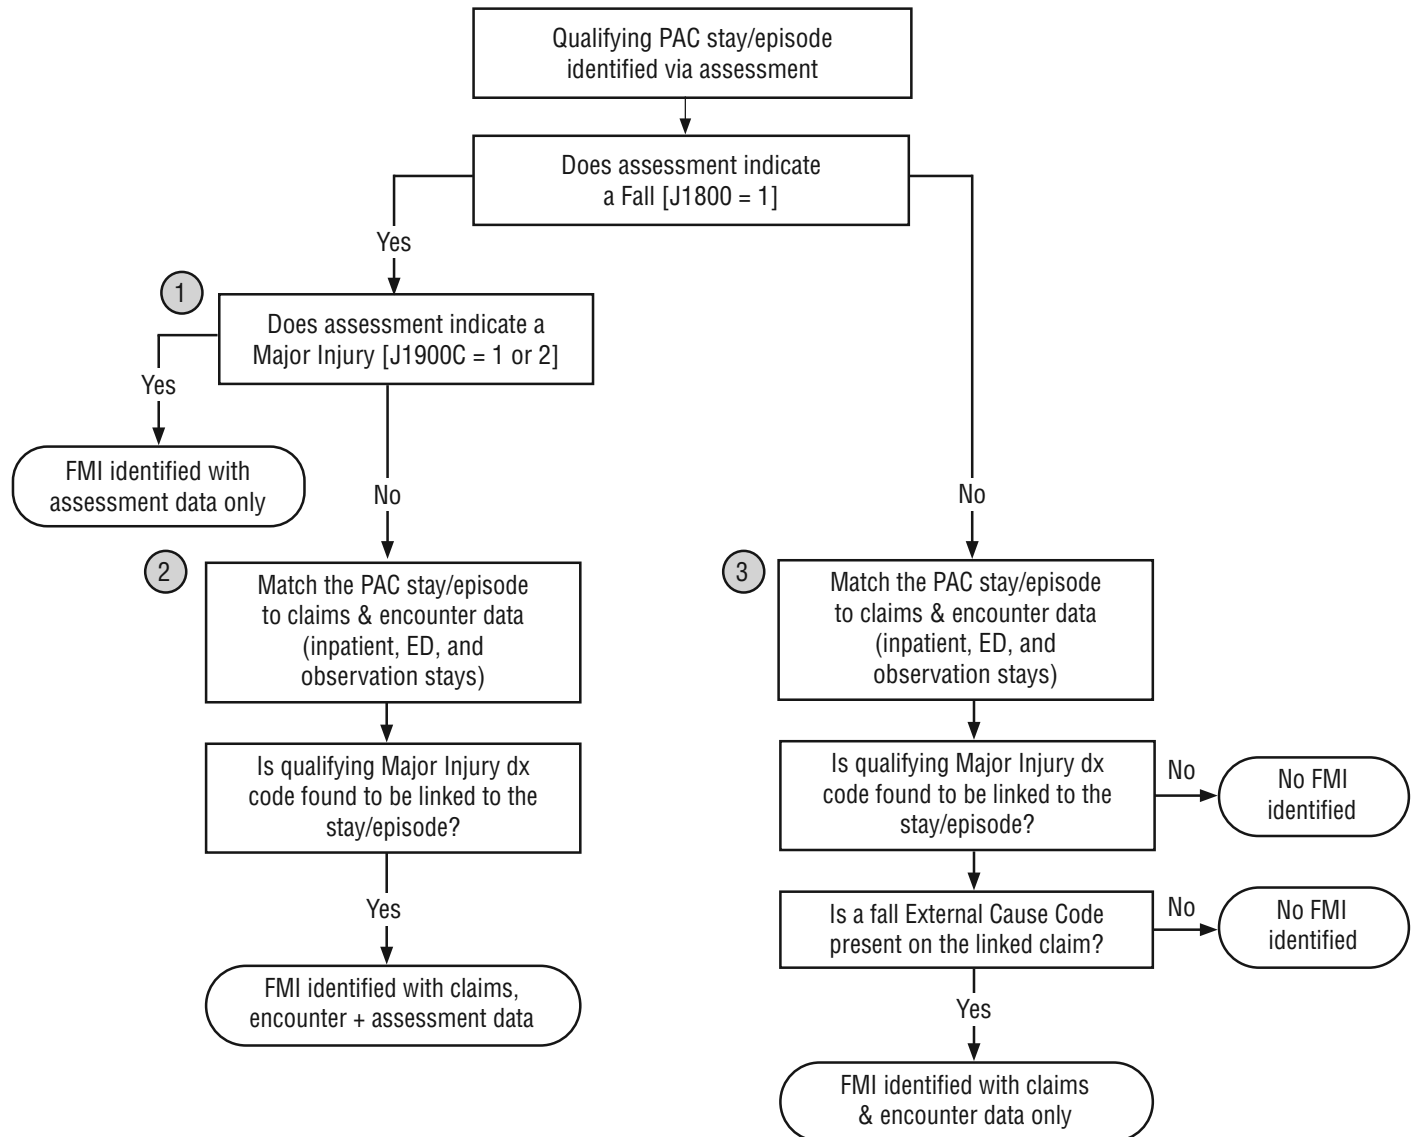 Qualifying PAC stay/episode
identified via assessment
Does assessment indicate
a Fall [J1800 = 1]
Yes
1
Does assessment indicate a
Major Injury [J1900C = 1 or 2]
Yes
FMI identified with
assessment data only
No
No
2
Match the PAC stay/episode
to claims & encounter data
(inpatient, ED, and
observation stays)
Is qualifying Major Injury dx
code found to be linked to the
stay/episode?
Yes
FMI identified with claims,
encounter + assessment data
3
Match the PAC stay/episode
to claims & encounter data
(inpatient, ED, and
observation stays)
Is qualifying Major Injury dx
code found to be linked to the
stay/episode?
No
No FMI
identified
Is a fall External Cause Code
present on the linked claim?
No
No FMI
identified
Yes
FMI identified with claims
& encounter data only